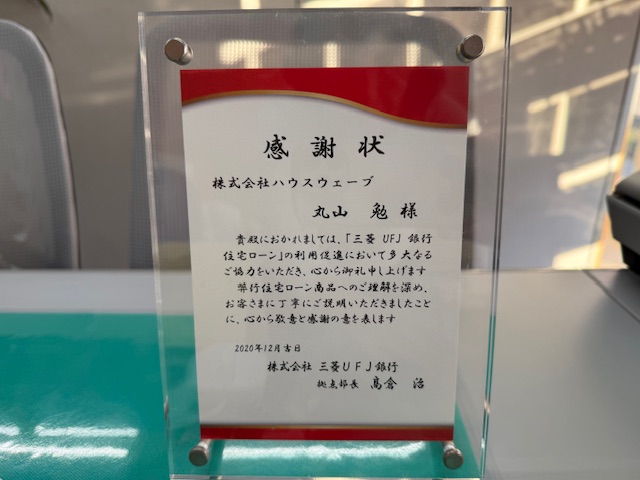 感謝状
株式会社ハウスウェーブ
丸山 勉 様
貴殿におかれましては、「三菱 UFJ 銀行
住宅ローン」の利用促進において多大なる
ご協力をいただき、心から御礼申し上げます
弊行住宅ローン商品へのご理解を深め、
お客さまに丁寧にご説明いただきましたこと
に、心から敬意と感謝の意を表します
2020年12月吉日
株式会社 三菱UFJ銀行
拠点部長 髙倉 治